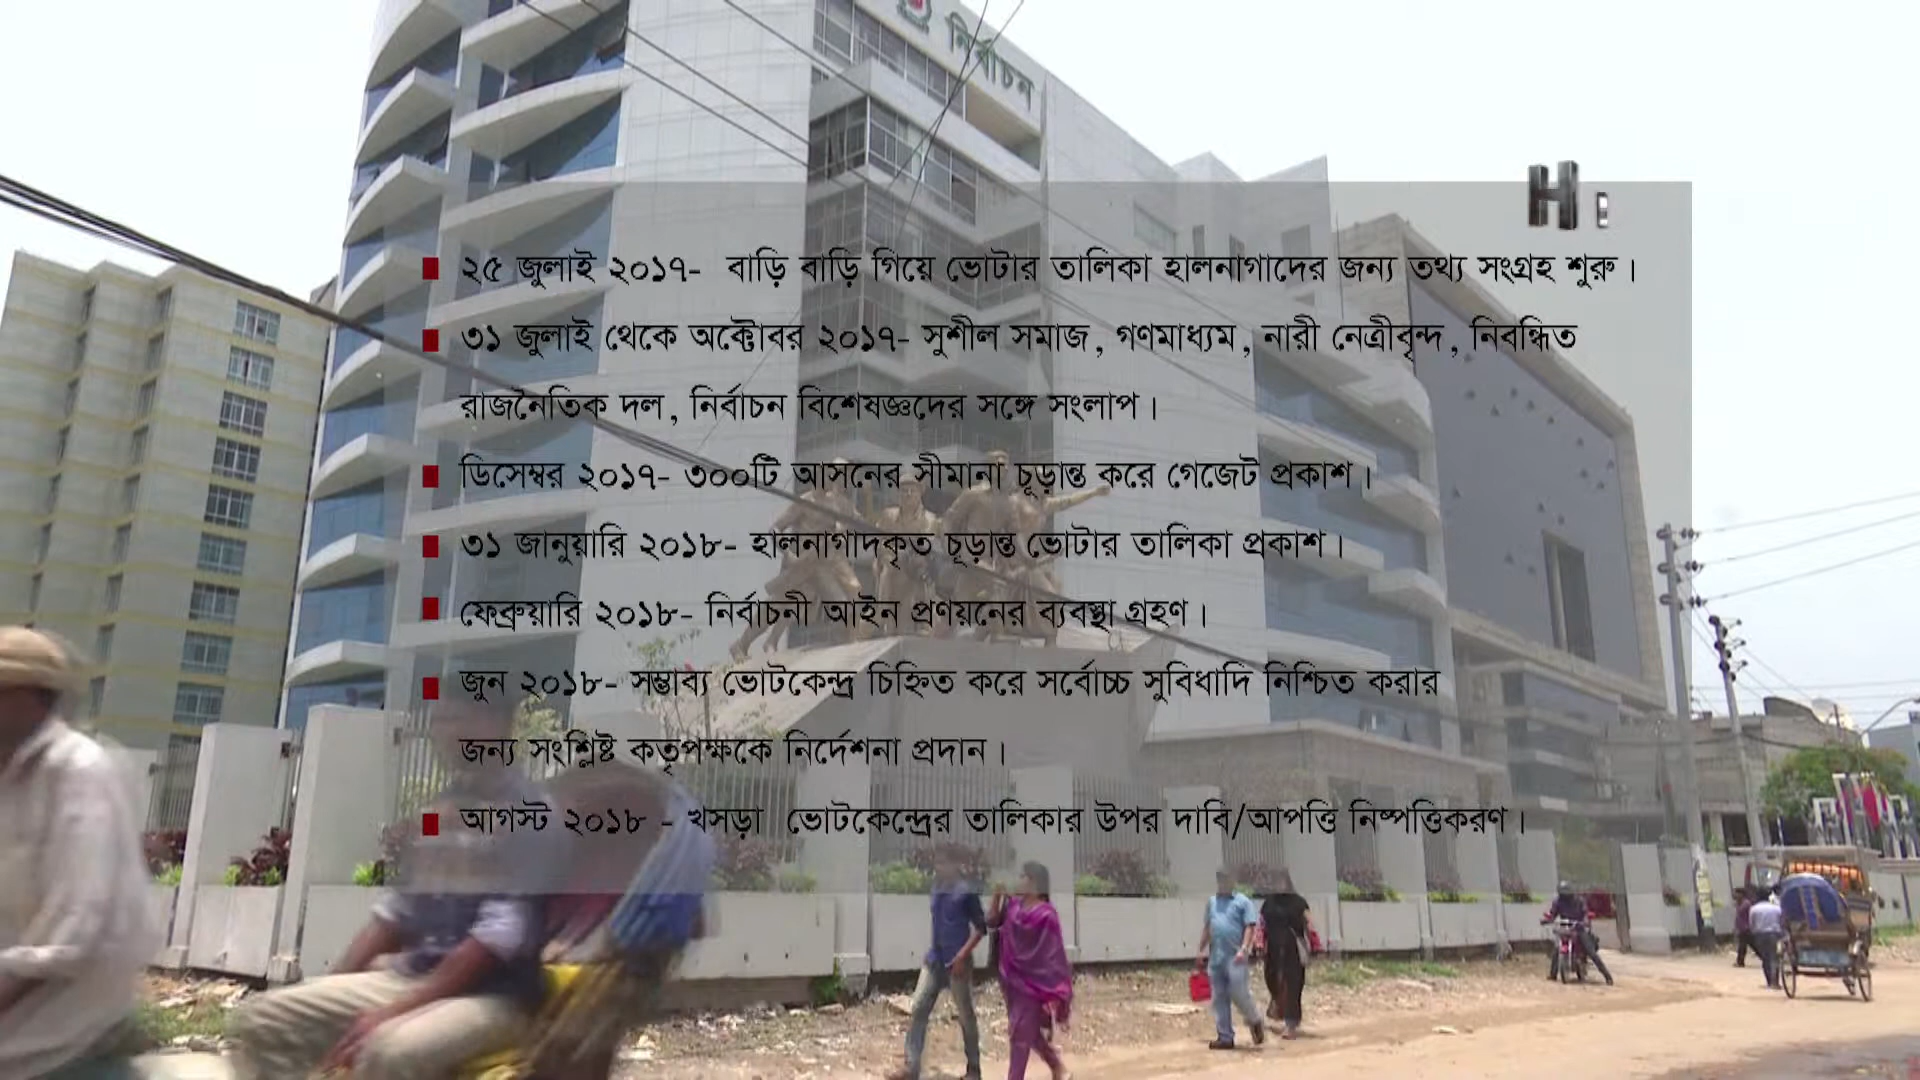 নির্বাচন
H
২৫ জুলাই ২০১৭- বাড়ি বাড়ি গিয়ে ভোটার তালিকা হালনাগাদের জন্য তথ্য সংগ্রহ শুরু।
৩১ জুলাই থেকে অক্টোবর ২০১৭- সুশীল সমাজ, গণমাধ্যম, নারী নেত্রীবৃন্দ, নিবন্ধিত
রাজনৈতিক দল, নির্বাচন বিশেষজ্ঞদের সঙ্গে সংলাপ।
ডিসেম্বর ২০১৭- ৩০০টি আসনের সীমানা চূড়ান্ত করে গেজেট প্রকাশ।
৩১ জানুয়ারি ২০১৮- হালনাগাদকৃত চূড়ান্ত ভোটার তালিকা প্রকাশ।
ফেব্রুয়ারি ২০১৮- নির্বাচনী আইন প্রণয়নের ব্যবস্থা গ্রহণ।
জুন ২০১৮- সম্ভাব্য ভোটকেন্দ্র চিহ্নিত করে সর্বোচ্চ সুবিধাদি নিশ্চিত করার
জন্য সংশ্লিষ্ট কতৃপক্ষকে নির্দেশনা প্রদান।
আগস্ট ২০১৮ - খসড়া ভোটকেন্দ্রের তালিকার উপর দাবি/আপত্তি নিষ্পত্তিকরণ।